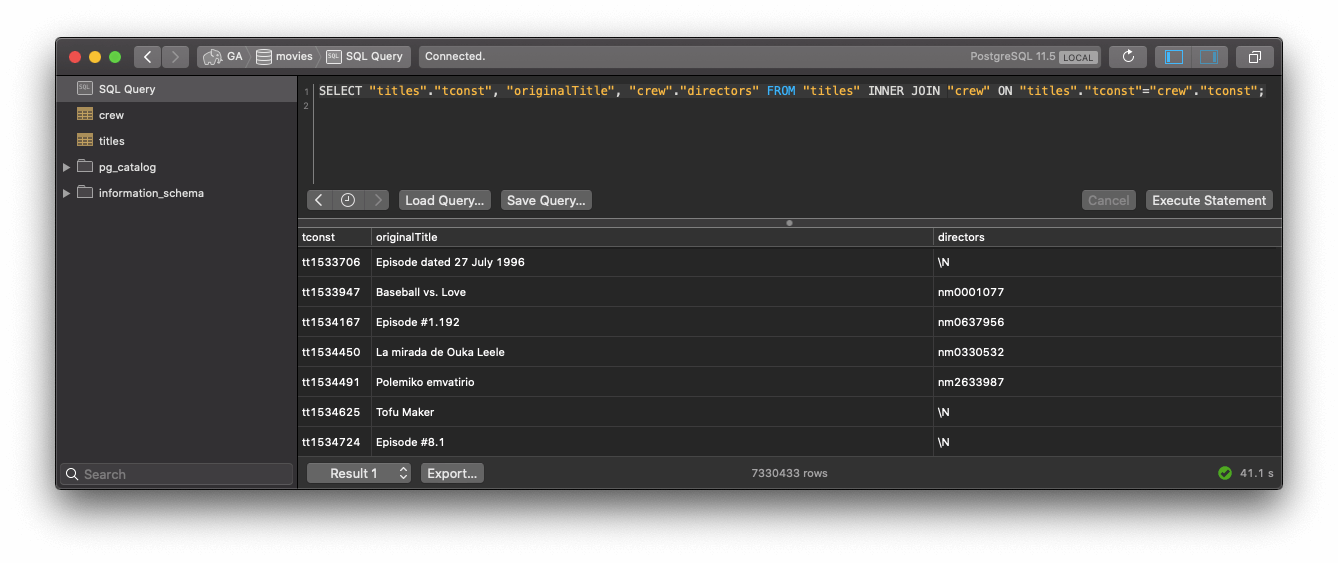 GA movies SQL Query Connected. PostgreSQL 11.5 LOCAL
SQL SQL Query
crew
titles
pg_catalog
information_schema
Search
1 SELECT "titles"."tconst", "originalTitle", "crew"."directors" FROM "titles" INNER JOIN "crew" ON "titles"."tconst"="crew"."tconst";
2
Load Query... Save Query... Cancel Execute Statement
tconst originalTitle directors
tt1533706 Episode dated 27 July 1996 \N
tt1533947 Baseball vs. Love nm0001077
tt1534167 Episode #1.192 nm0637956
tt1534450 La mirada de Ouka Leele nm0330532
tt1534491 Polemiko emvatirio nm2633987
tt1534625 Tofu Maker \N
tt1534724 Episode #8.1 \N
Result 1 Export... 7330433 rows 41.1 s